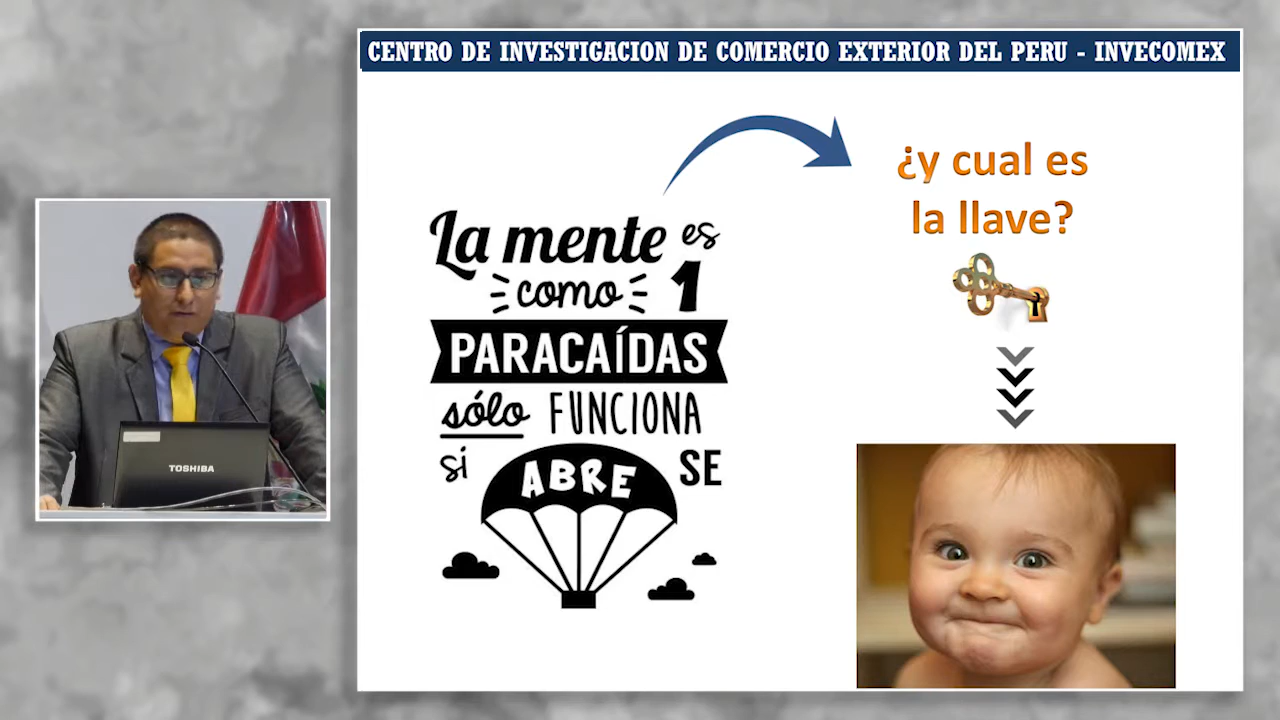 CENTRO DE INVESTIGACION DE COMERCIO EXTERIOR DEL PERU - INVECOMEX
La mente es
como 1
PARACAÍDAS
sólo FUNCIONA
si ABRE SE
¿y cual es
la llave?
TOSHIBA